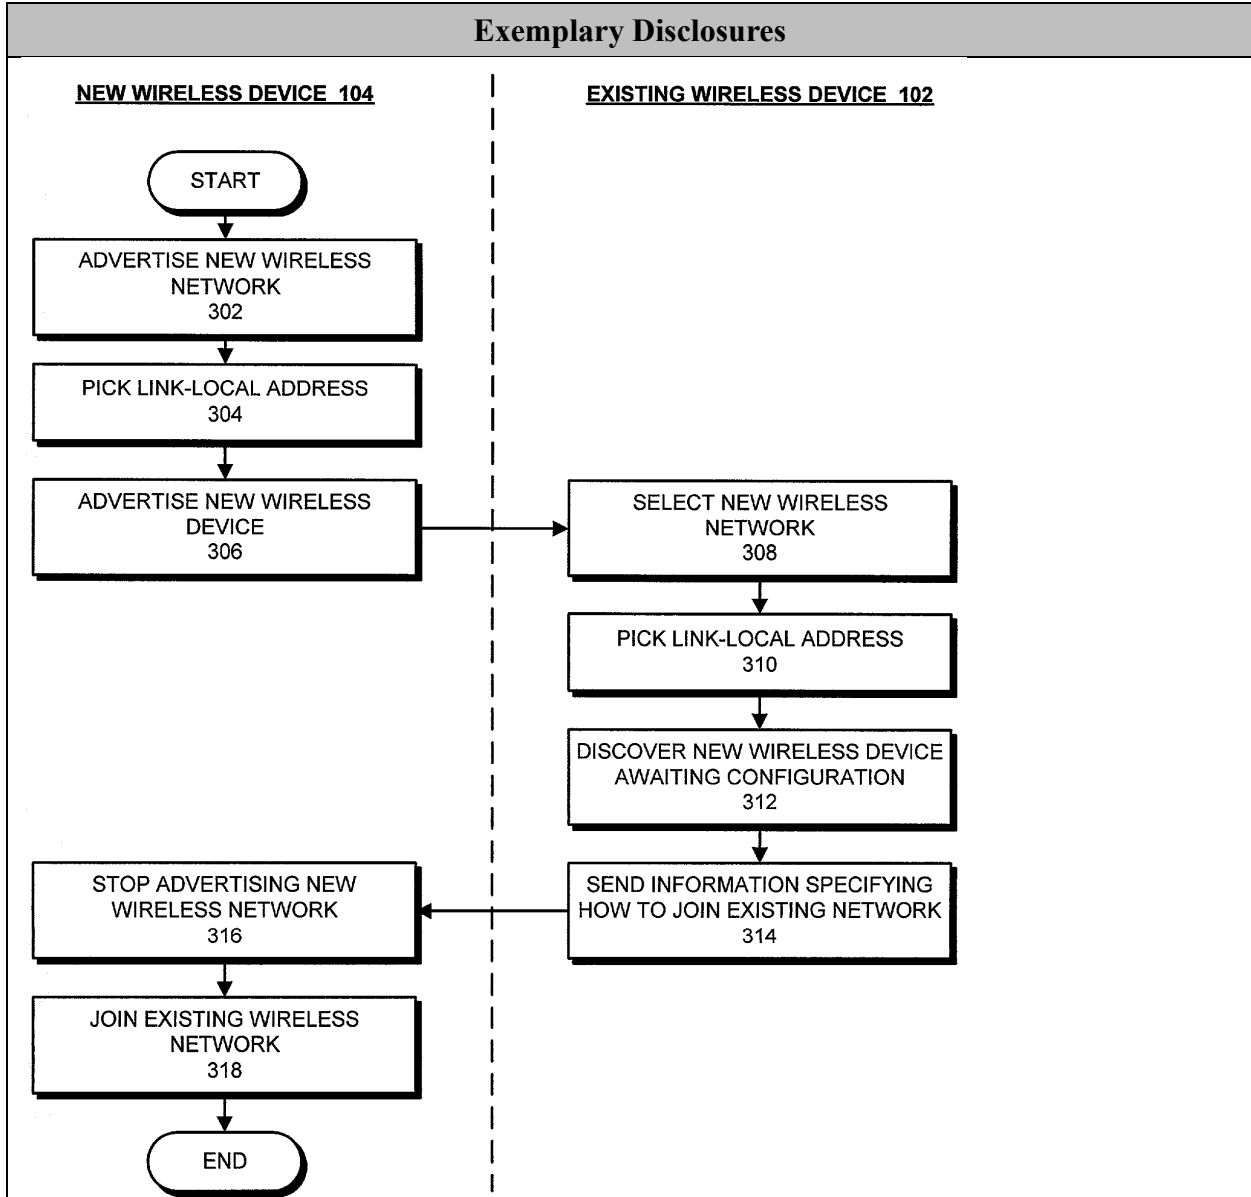 Exemplary Disclosures
NEW WIRELESS DEVICE 104
EXISTING WIRELESS DEVICE 102
START
ADVERTISE NEW WIRELESS
NETWORK
302
PICK LINK-LOCAL ADDRESS
304
ADVERTISE NEW WIRELESS
DEVICE
306
SELECT NEW WIRELESS
NETWORK
308
PICK LINK-LOCAL ADDRESS
310
DISCOVER NEW WIRELESS DEVICE
AWAITING CONFIGURATION
312
SEND INFORMATION SPECIFYING
HOW TO JOIN EXISTING NETWORK
314
STOP ADVERTISING NEW
WIRELESS NETWORK
316
JOIN EXISTING WIRELESS
NETWORK
318
END